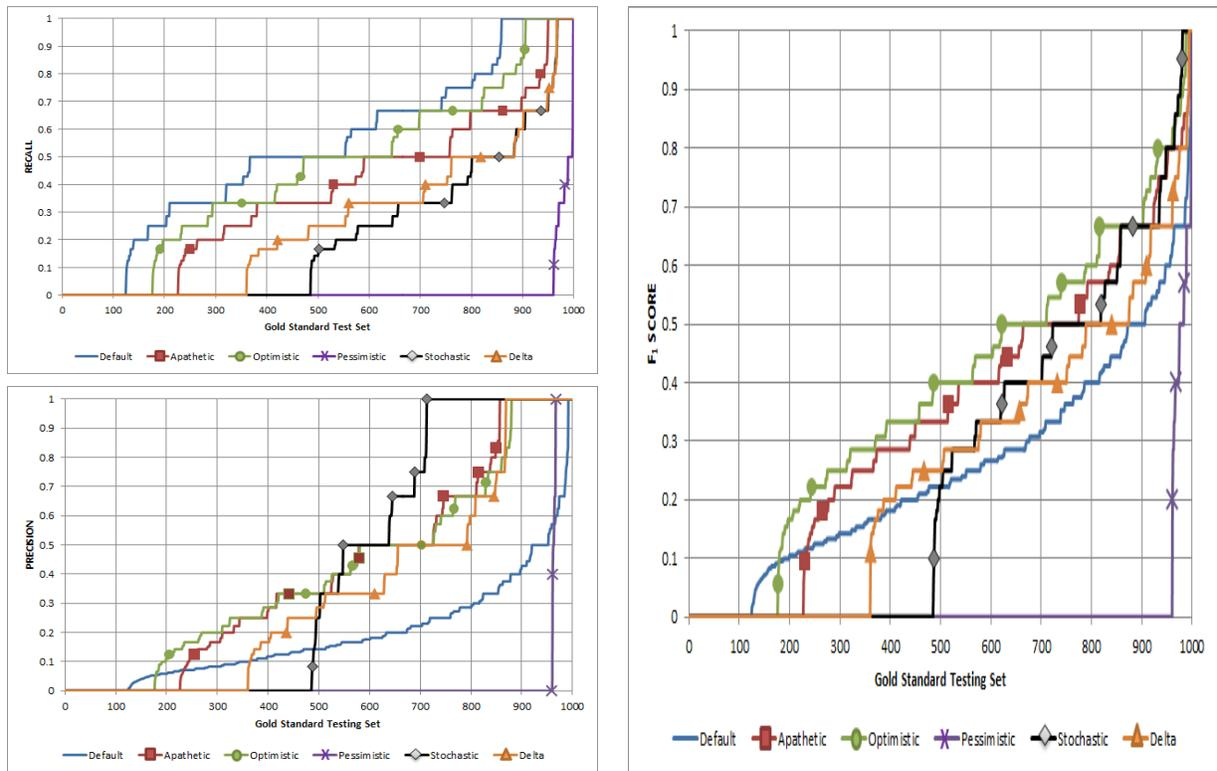 1
0.9
0.8
0.7
0.6
0.5
0.4
0.3
0.2
0.1
0
RECALL
0 100 200 300 400 500 600 700 800 900 1000
Gold Standard Test Set
Default Apathetic Optimistic Pessimistic Stochastic Delta
1
0.9
0.8
0.7
0.6
0.5
0.4
0.3
0.2
0.1
0
PRECISION
0 100 200 300 400 500 600 700 800 900 1000
Gold Standard Testing Set
Default Apathetic Optimistic Pessimistic Stochastic Delta
1
0.9
0.8
0.7
0.6
0.5
0.4
0.3
0.2
0.1
0
F₁ SCORE
0 100 200 300 400 500 600 700 800 900 1000
Gold Standard Testing Set
Default Apathetic Optimistic Pessimistic Stochastic Delta